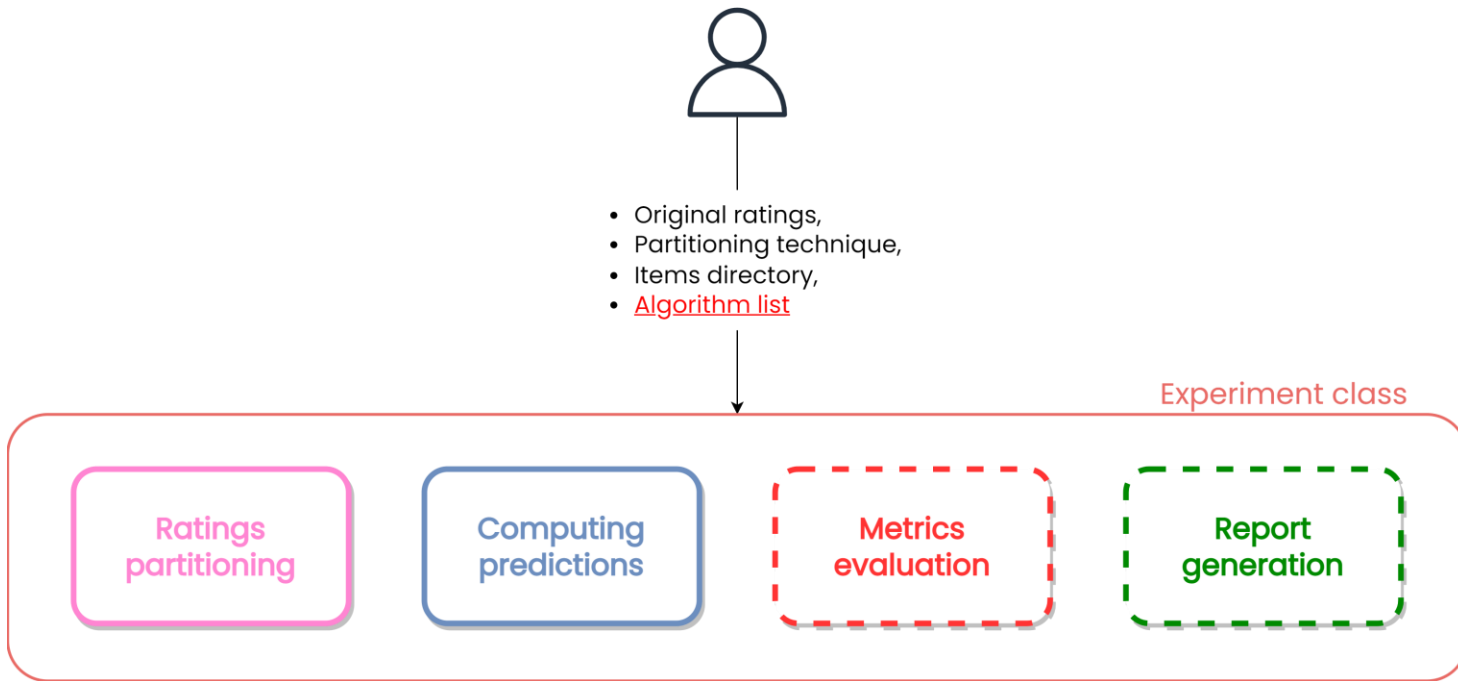 • Original ratings,
• Partitioning technique,
• Items directory,
• Algorithm list
Experiment class
Ratings
partitioning
Computing
predictions
Metrics
evaluation
Report
generation